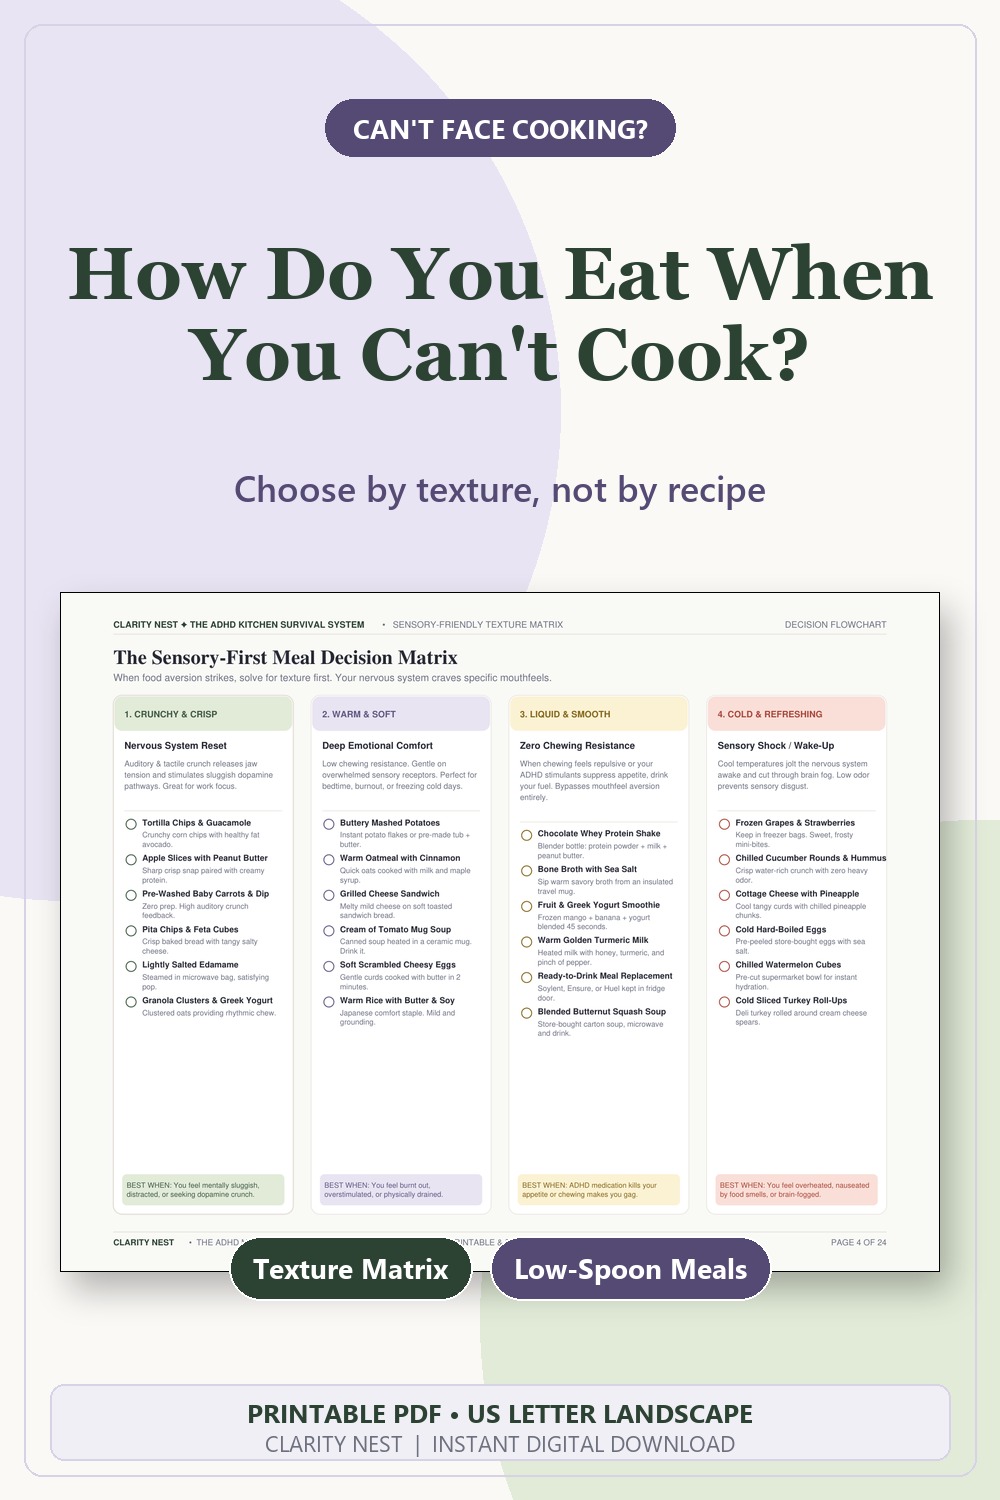 CAN'T FACE COOKING?
How Do You Eat When
You Can't Cook?
Choose by texture, not by recipe
CLARITY NEST ✦ THE ADHD KITCHEN SURVIVAL SYSTEM • SENSORY-FRIENDLY TEXTURE MATRIX DECISION FLOWCHART
The Sensory-First Meal Decision Matrix
When food aversion strikes, solve for texture first. Your nervous system craves specific mouthfeels.
1. CRUNCHY & CRISP
Nervous System Reset
Auditory & tactile crunch releases jaw
tension and stimulates sluggish dopamine
pathways. Great for work focus.
Tortilla Chips & Guacamole
Crunchy corn chips with healthy fat
avocado.
Apple Slices with Peanut Butter
Sharp crisp snap paired with creamy
protein.
Pre-Washed Baby Carrots & Dip
Zero prep. High auditory crunch
feedback.
Pita Chips & Feta Cubes
Crisp baked bread with tangy salty
cheese.
Lightly Salted Edamame
Steamed in microwave bag, satisfying
pop.
Granola Clusters & Greek Yogurt
Clustered oats providing rhythmic chew.
BEST WHEN: You feel mentally sluggish,
distracted, or seeking dopamine crunch.
2. WARM & SOFT
Deep Emotional Comfort
Low chewing resistance. Gentle on
overwhelmed sensory receptors. Perfect for
bedtime, burnout, or freezing cold days.
Buttery Mashed Potatoes
Instant potato flakes or pre-made tub +
butter.
Warm Oatmeal with Cinnamon
Quick oats cooked with milk and maple
syrup.
Grilled Cheese Sandwich
Melty mild cheese on soft toasted
sandwich bread.
Cream of Tomato Mug Soup
Canned soup heated in a ceramic mug.
Drink it.
Soft Scrambled Cheesy Eggs
Gentle curds cooked with butter in 2
minutes.
Warm Rice with Butter & Soy
Japanese comfort staple. Mild and
grounding.
BEST WHEN: You feel burnt out,
overstimulated, or physically drained.
3. LIQUID & SMOOTH
Zero Chewing Resistance
When chewing feels repulsive or your
ADHD stimulants suppress appetite, drink
your fuel. Bypasses mouthfeel aversion
entirely.
Chocolate Whey Protein Shake
Blender bottle: protein powder + milk +
peanut butter.
Bone Broth with Sea Salt
Sip warm savory broth from an insulated
travel mug.
Fruit & Greek Yogurt Smoothie
Frozen mango + banana + yogurt
blended 45 seconds.
Warm Golden Turmeric Milk
Heated milk with honey, turmeric, and
pinch of pepper.
Ready-to-Drink Meal Replacement
Soylent, Ensure, or Huel kept in fridge
door.
Blended Butternut Squash Soup
Store-bought carton soup, microwave
and drink.
BEST WHEN: ADHD medication kills your
appetite or chewing makes you gag.
4. COLD & REFRESHING
Sensory Shock / Wake-Up
Cool temperatures jolt the nervous system
awake and cut through brain fog. Low odor
prevents sensory disgust.
Frozen Grapes & Strawberries
Keep in freezer bags. Sweet, frosty
mini-bites.
Chilled Cucumber Rounds & Hummus
Crisp water-rich crunch with zero heavy
odor.
Cottage Cheese with Pineapple
Cool tangy curds with chilled pineapple
chunks.
Cold Hard-Boiled Eggs
Pre-peeled store-bought eggs with sea
salt.
Chilled Watermelon Cubes
Pre-cut supermarket bowl for instant
hydration.
Cold Sliced Turkey Roll-Ups
Deli turkey rolled around cream cheese
spears.
BEST WHEN: You feel overheated, nauseated
by food smells, or brain-fogged.
CLARITY NEST • THE ADHD PAGE 4 OF 24
Texture Matrix
Low-Spoon Meals
PRINTABLE PDF • US LETTER LANDSCAPE
CLARITY NEST | INSTANT DIGITAL DOWNLOAD